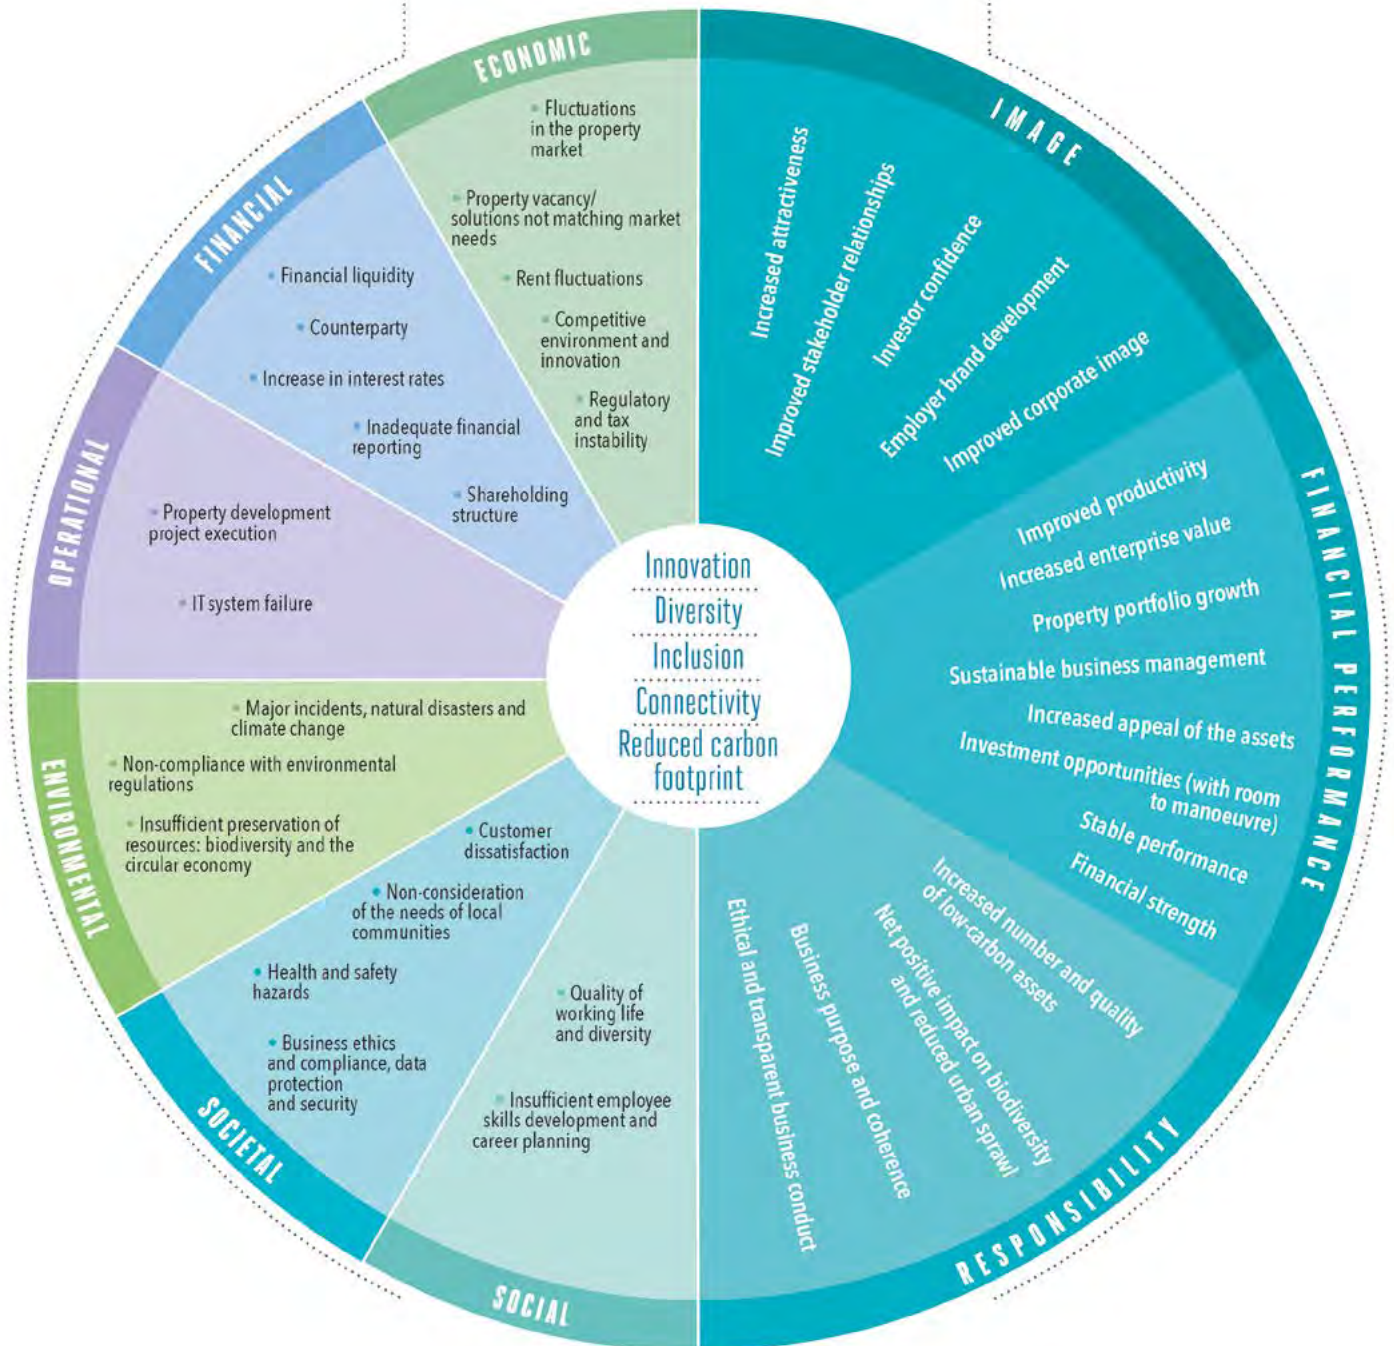 ECONOMIC
• Fluctuations
in the property
market
• Property vacancy/
solutions not matching market
needs
• Rent fluctuations
• Competitive
environment and
innovation
• Regulatory
and tax
instability
FINANCIAL
• Financial liquidity
• Counterparty
• Increase in interest rates
• Inadequate financial
reporting
• Shareholding
structure
OPERATIONAL
• Property development
project execution
• IT system failure
ENVIRONMENTAL
• Major incidents, natural disasters and
climate change
• Non-compliance with environmental
regulations
• Insufficient preservation of
resources: biodiversity and the
circular economy
SOCIETAL
• Customer
dissatisfaction
• Non-consideration
of the needs of local
communities
• Health and safety
hazards
• Business ethics
and compliance, data
protection
and security
SOCIAL
• Quality of
working life
and diversity
• Insufficient employee
skills development and
career planning
Innovation
Diversity
Inclusion
Connectivity
Reduced carbon
footprint
IMAGE
Increased attractiveness
Improved stakeholder relationships
Investor confidence
Employer brand development
Improved corporate image
FINANCIAL PERFORMANCE
Improved productivity
Increased enterprise value
Property portfolio growth
Sustainable business management
Increased appeal of the assets
Investment opportunities (with room
to manoeuvre)
Stable performance
Financial strength
RESPONSIBILITY
Increased number and quality
of low-carbon assets
Net positive impact on biodiversity
and reduced urban sprawl
Business purpose and coherence
Ethical and transparent business conduct